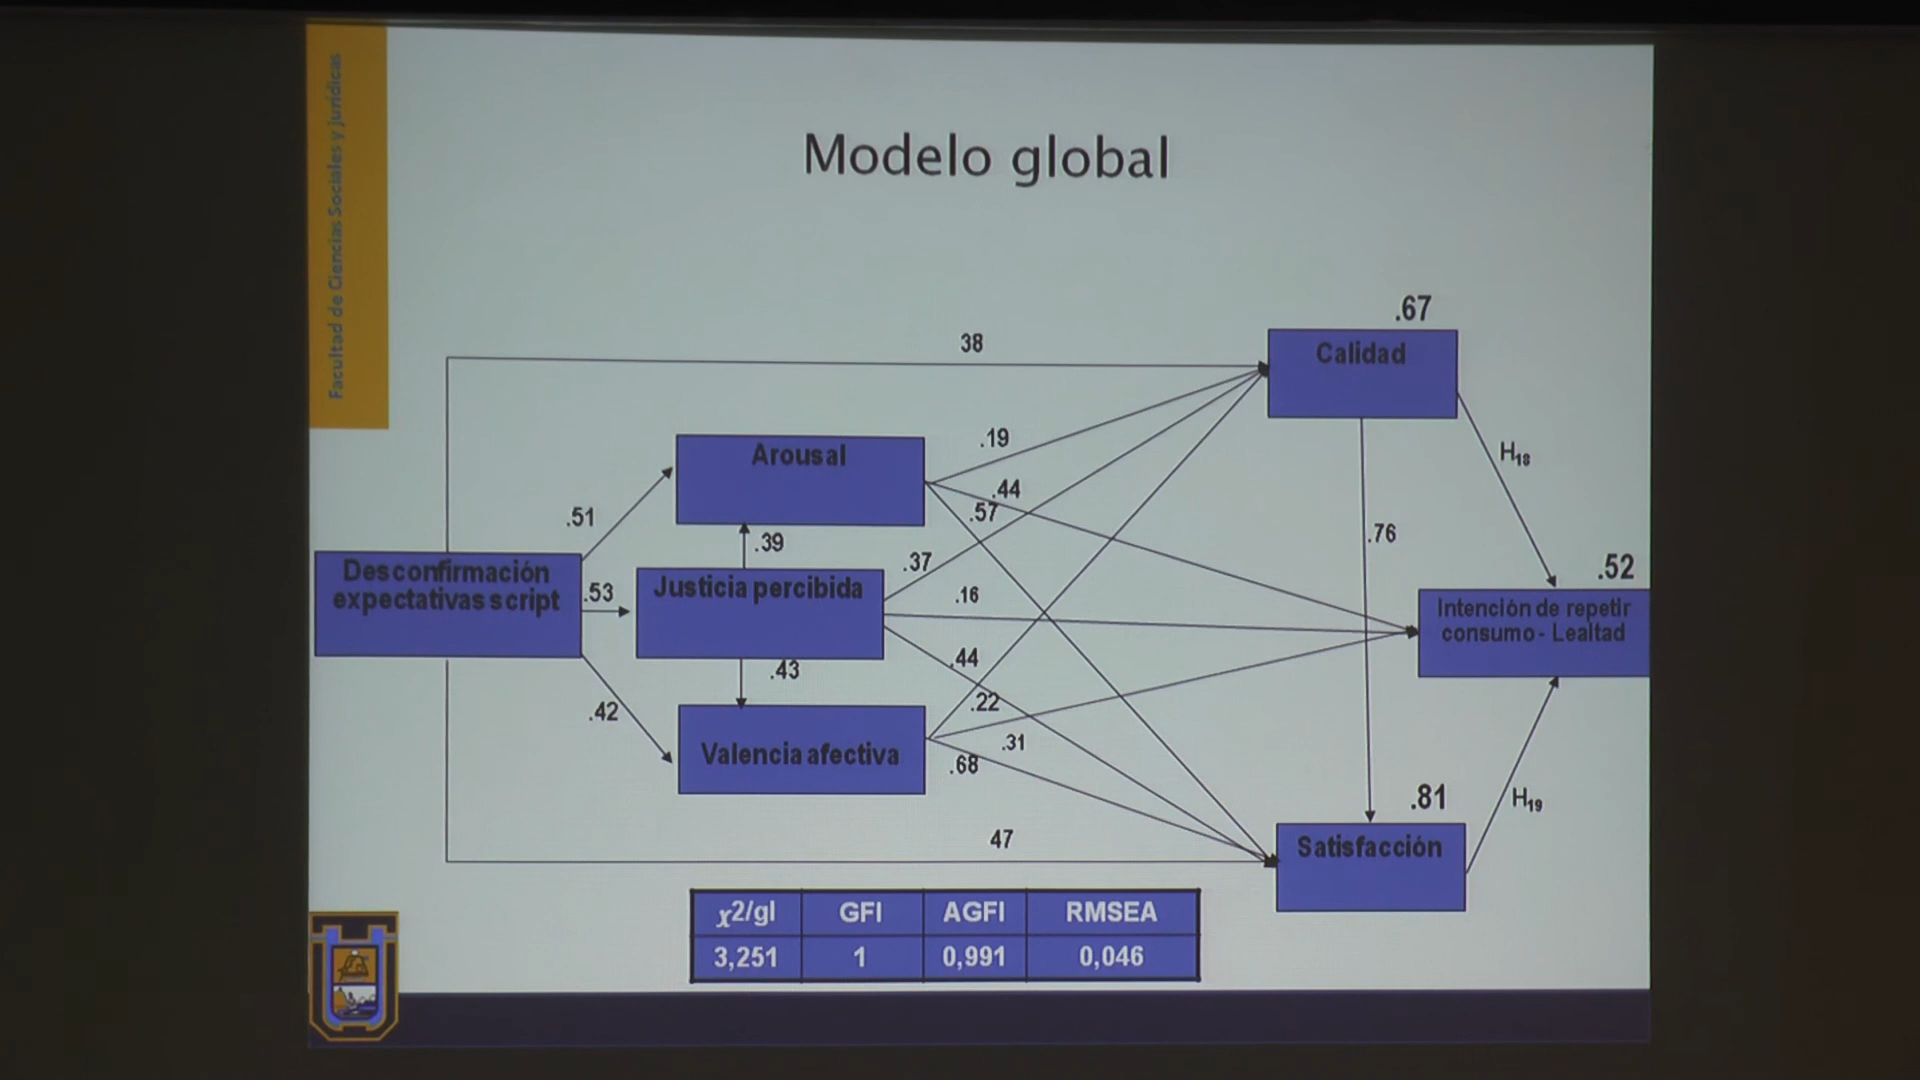 Facultad de Ciencias Sociales y jurídicas
Modelo global
.67
38
Calidad
.19
Arousal
H₁₈
.44
.51
.57
.76
.39
.37
.52
Desconfirmación
expectativas script
.53
Justicia percibida
.16
Intención de repetir
consumo - Lealtad
.44
.43
.22
.42
.31
Valencia afectiva
.68
.81
H₁₉
47
Satisfacción
χ2/gl GFI AGFI RMSEA
3,251 1 0,991 0,046